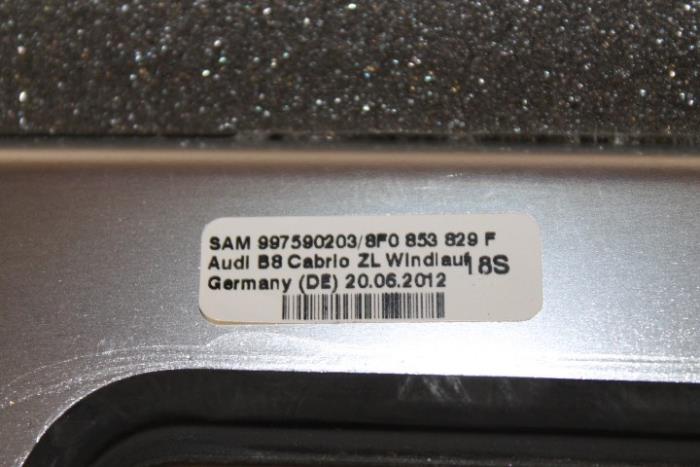 SAM 997590203/8F0 853 829 F
Audi B8 Cabrio ZL Windlauf
18S
Germany (DE) 20.06.2012